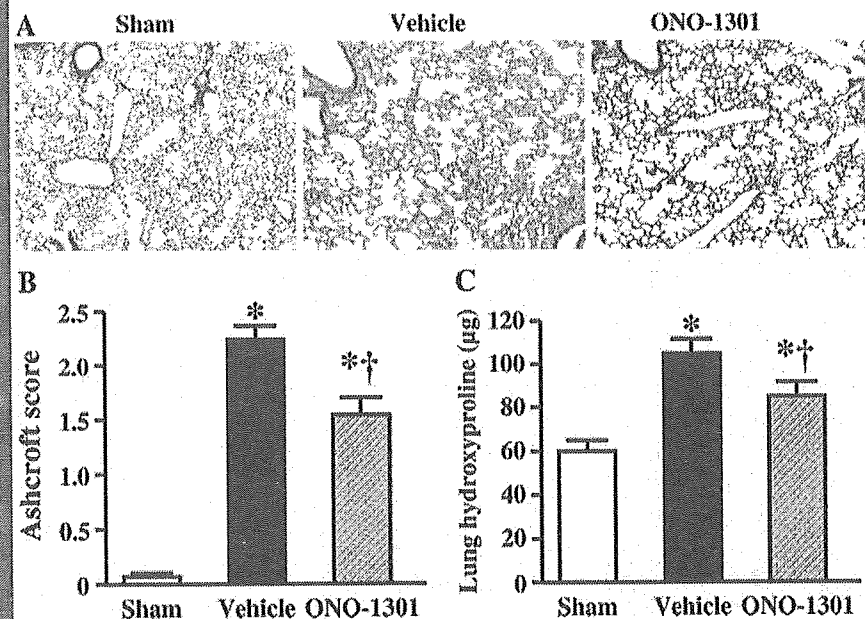 A
Sham Vehicle ONO-1301
B
Ashcroft score
2.5
2.0
1.5
1.0
0.5
0
*
*†
Sham Vehicle ONO-1301
C
Lung hydroxyproline (µg)
120
100
80
60
40
20
0
*
*†
Sham Vehicle ONO-1301